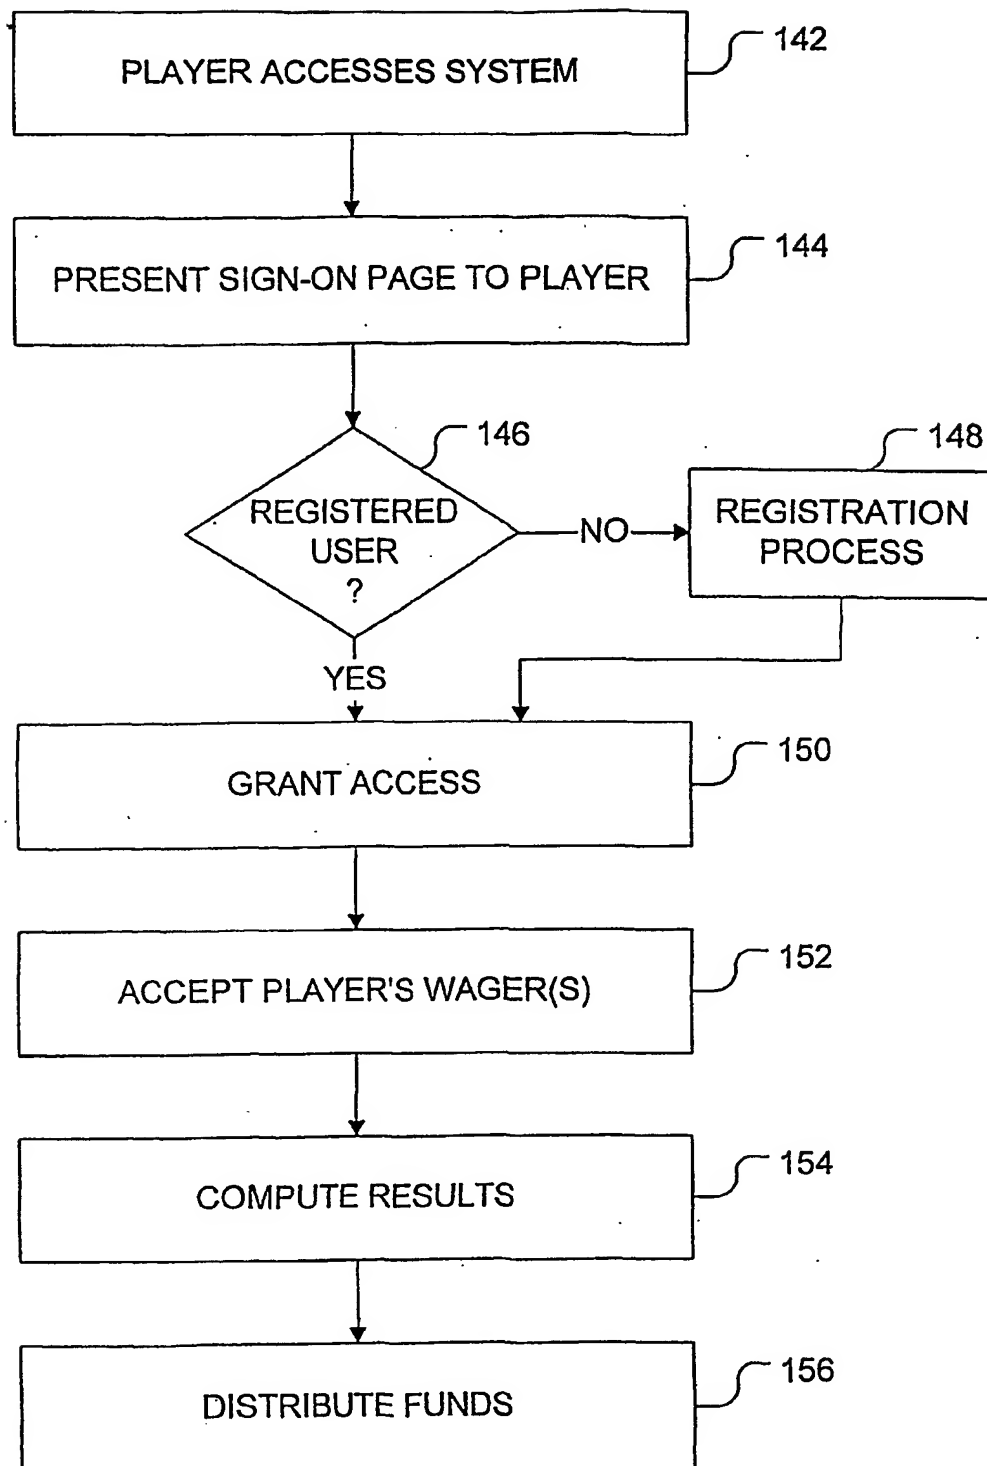 142
PLAYER ACCESSES SYSTEM
144
PRESENT SIGN-ON PAGE TO PLAYER
146
REGISTERED
USER
?
NO
148
REGISTRATION
PROCESS
YES
150
GRANT ACCESS
152
ACCEPT PLAYER'S WAGER(S)
154
COMPUTE RESULTS
156
DISTRIBUTE FUNDS